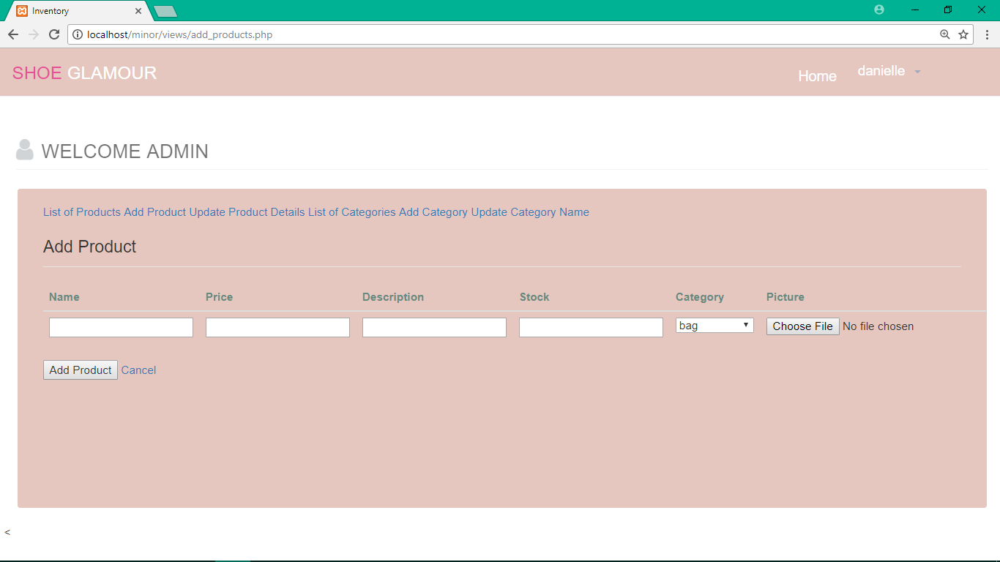 Inventory
localhost/minor/views/add_products.php
SHOE GLAMOUR
Home
danielle
WELCOME ADMIN
List of Products Add Product Update Product Details List of Categories Add Category Update Category Name
Add Product
Name Price Description Stock Category Picture
bag Choose File No file chosen
Add Product Cancel
<